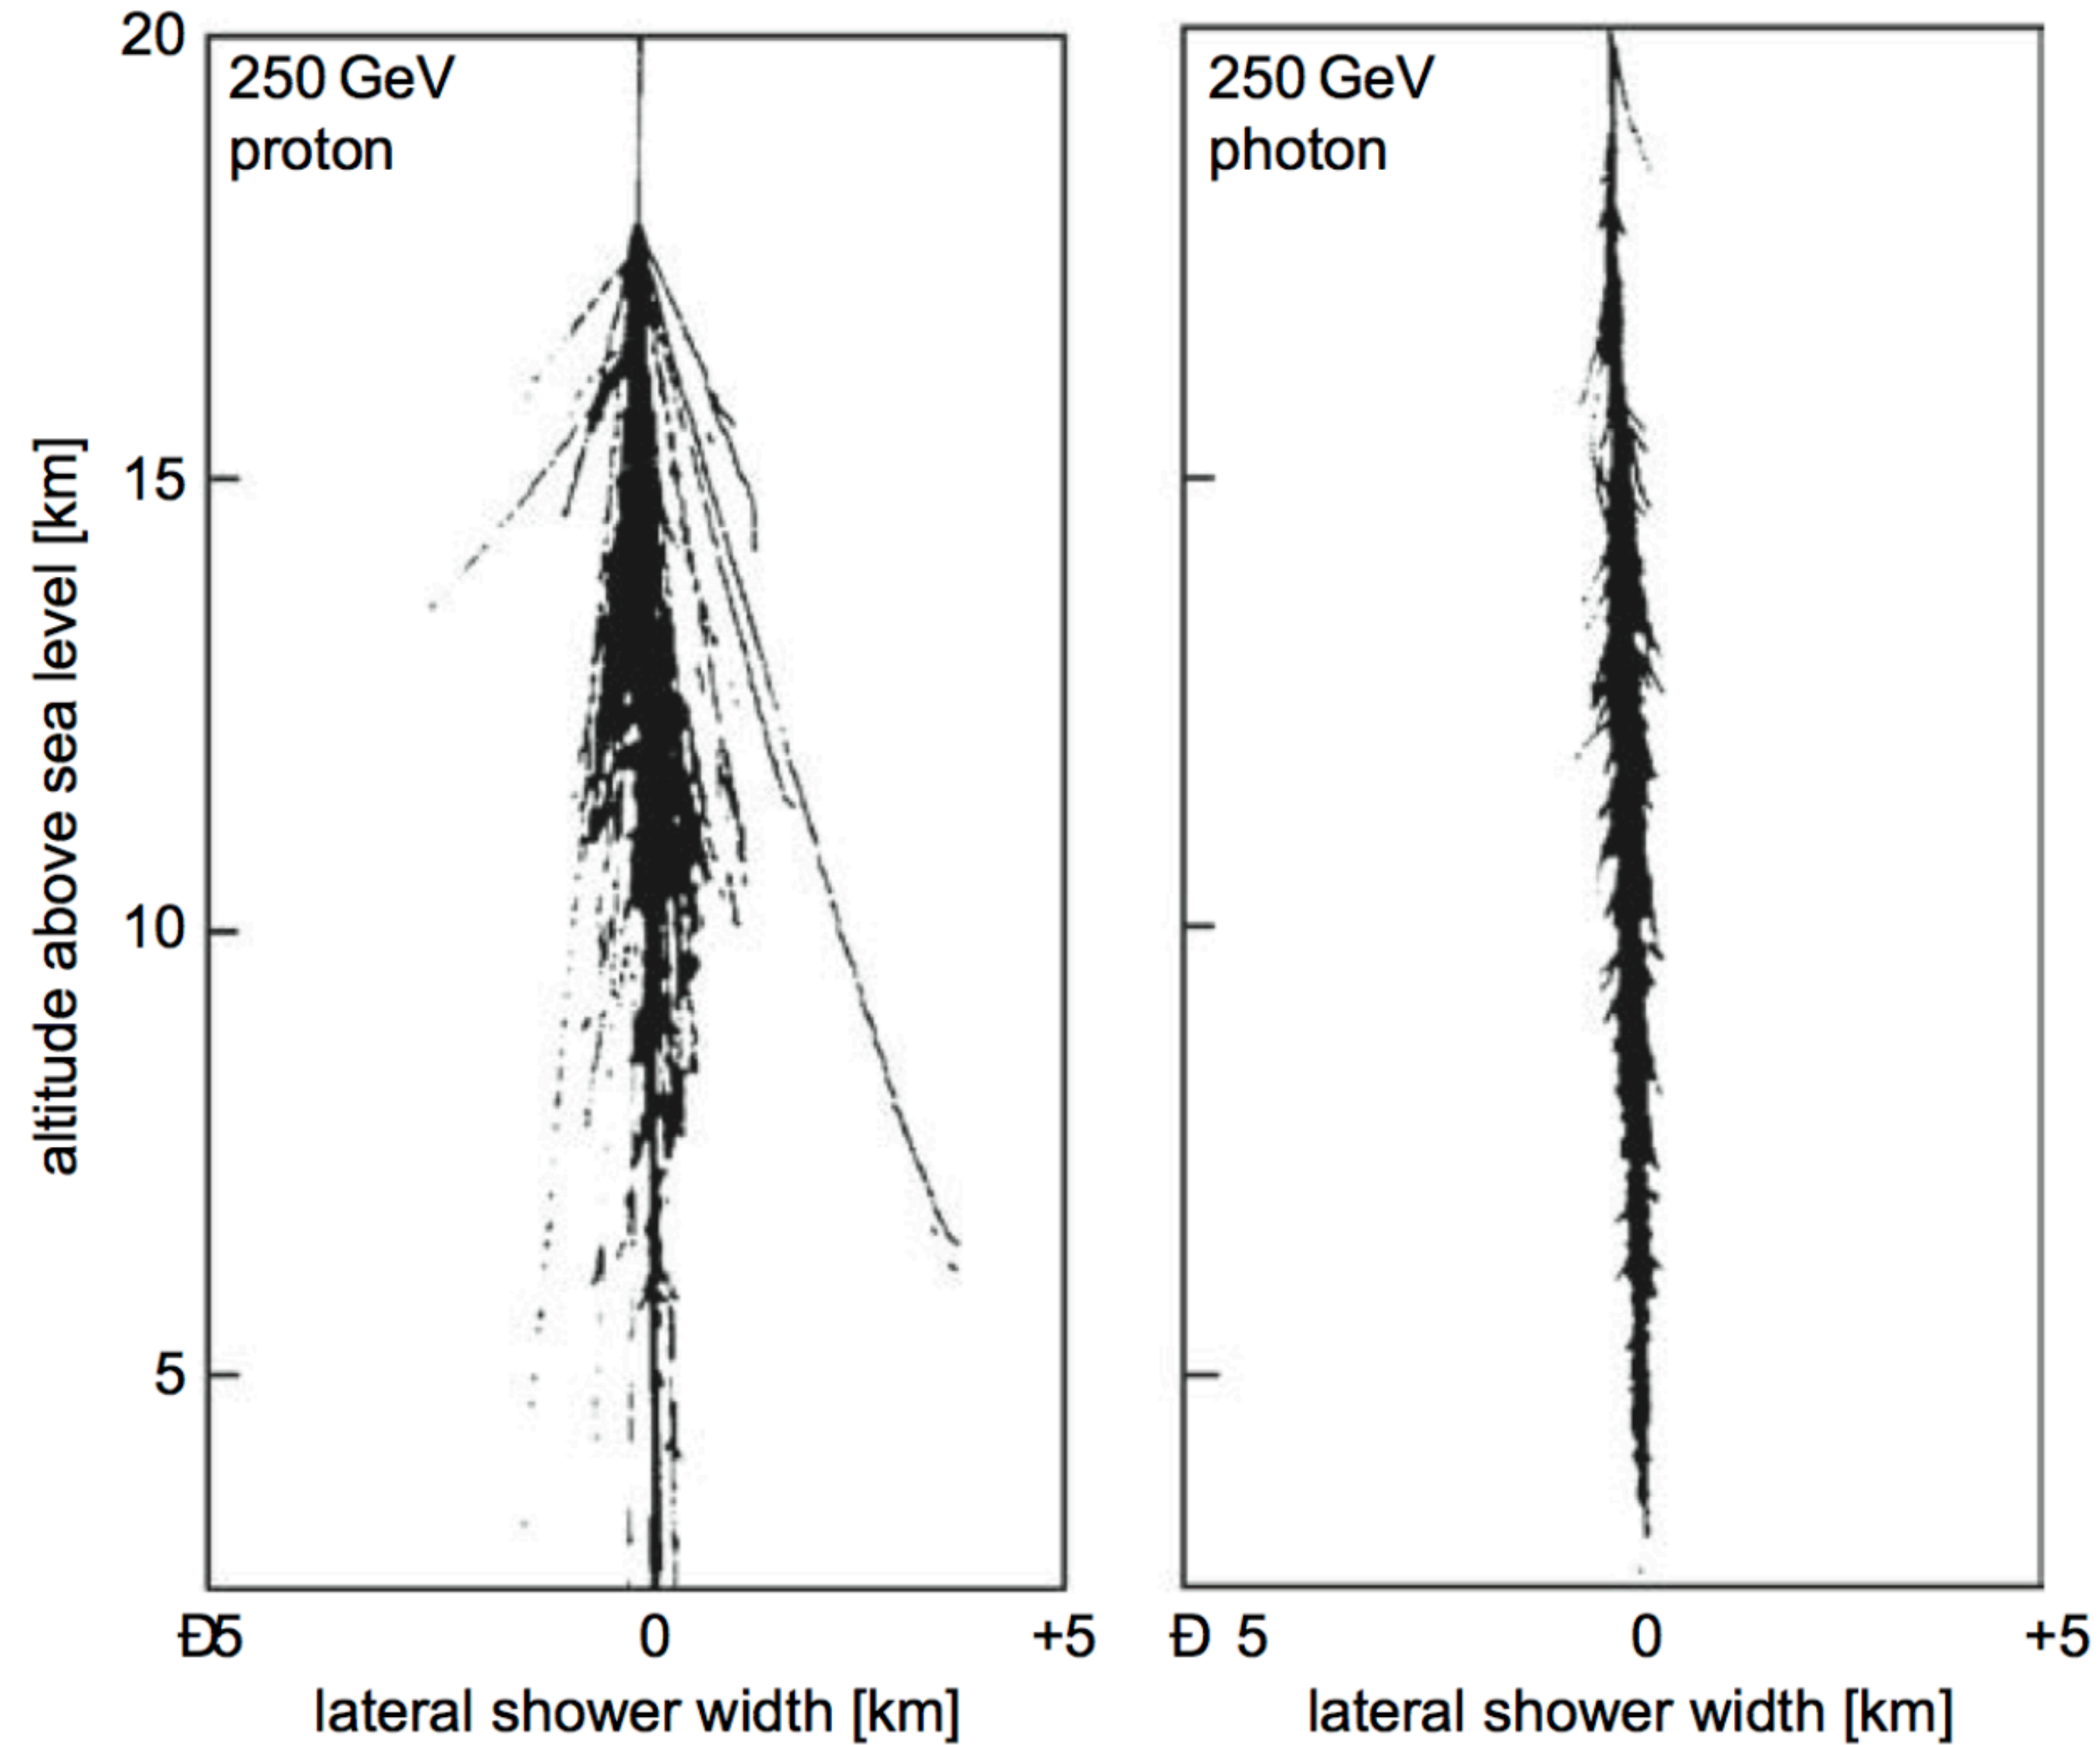 20
250 GeV
proton
15
10
5
altitude above sea level [km]
Đ5
0
+5
lateral shower width [km]
250 GeV
photon
Đ 5
0
+5
lateral shower width [km]